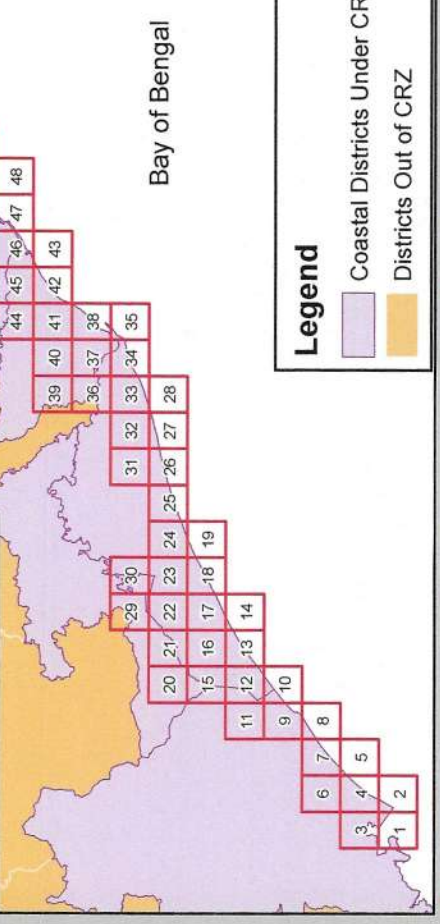 44 45 46 47 48
39 40 41 42 43
36 37 38
29 30 31 32 33 34 35
20 21 22 23 24 25 26 27 28
15 16 17 18 19
11 12 13 14
9 10
6 7 8
3 4 5
1 2
Bay of Bengal
Legend
Coastal Districts Under CR
Districts Out of CRZ